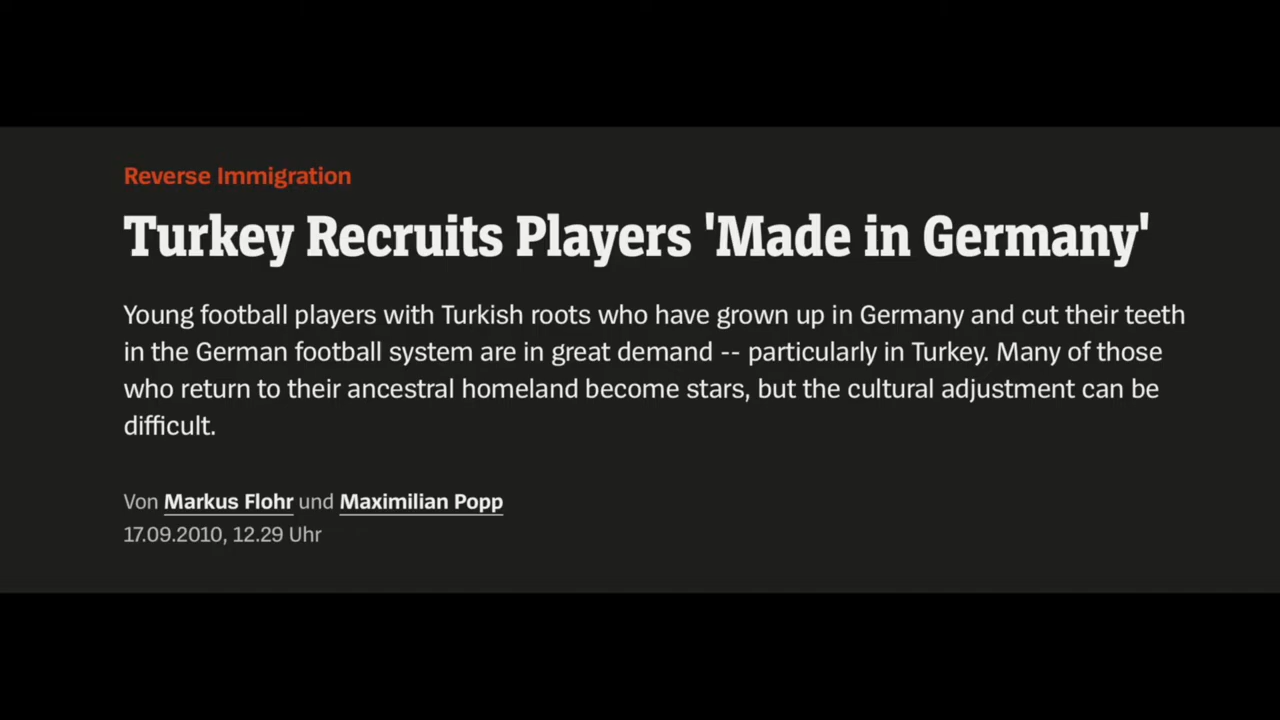 Reverse Immigration
Turkey Recruits Players 'Made in Germany'
Young football players with Turkish roots who have grown up in Germany and cut their teeth
in the German football system are in great demand -- particularly in Turkey. Many of those
who return to their ancestral homeland become stars, but the cultural adjustment can be
difficult.
Von Markus Flohr und Maximilian Popp
17.09.2010, 12.29 Uhr